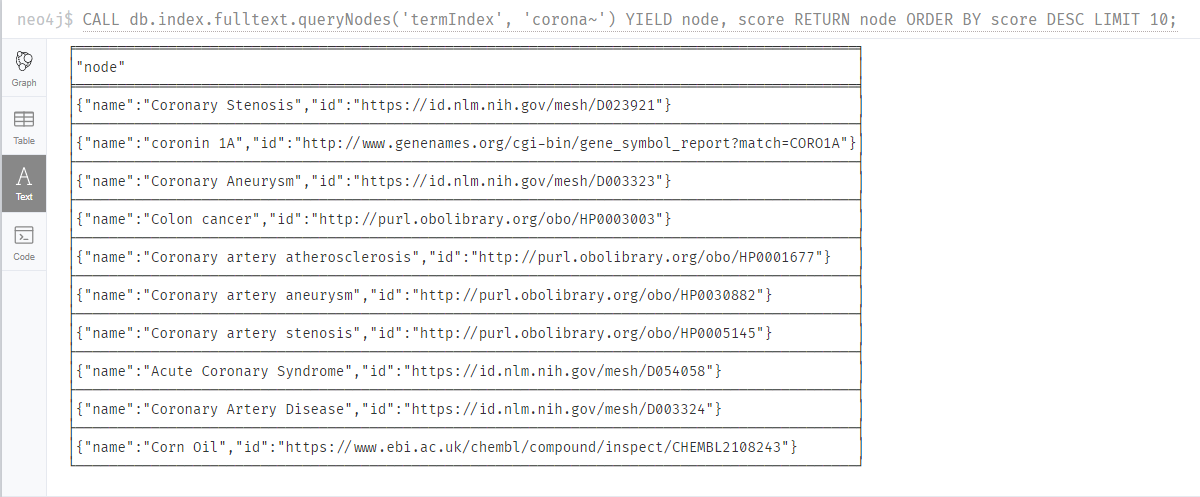 neo4j$ CALL db.index.fulltext.queryNodes('termIndex', 'corona~') YIELD node, score RETURN node ORDER BY score DESC LIMIT 10;
Graph
Table
Text
Code
"node"
{"name":"Coronary Stenosis","id":"https://id.nlm.nih.gov/mesh/D023921"}
{"name":"coronin 1A","id":"http://www.genenames.org/cgi-bin/gene_symbol_report?match=CORO1A"}
{"name":"Coronary Aneurysm","id":"https://id.nlm.nih.gov/mesh/D003323"}
{"name":"Colon cancer","id":"http://purl.obolibrary.org/obo/HP0003003"}
{"name":"Coronary artery atherosclerosis","id":"http://purl.obolibrary.org/obo/HP0001677"}
{"name":"Coronary artery aneurysm","id":"http://purl.obolibrary.org/obo/HP0030882"}
{"name":"Coronary artery stenosis","id":"http://purl.obolibrary.org/obo/HP0005145"}
{"name":"Acute Coronary Syndrome","id":"https://id.nlm.nih.gov/mesh/D054058"}
{"name":"Coronary Artery Disease","id":"https://id.nlm.nih.gov/mesh/D003324"}
{"name":"Corn Oil","id":"https://www.ebi.ac.uk/chembl/compound/inspect/CHEMBL2108243"}